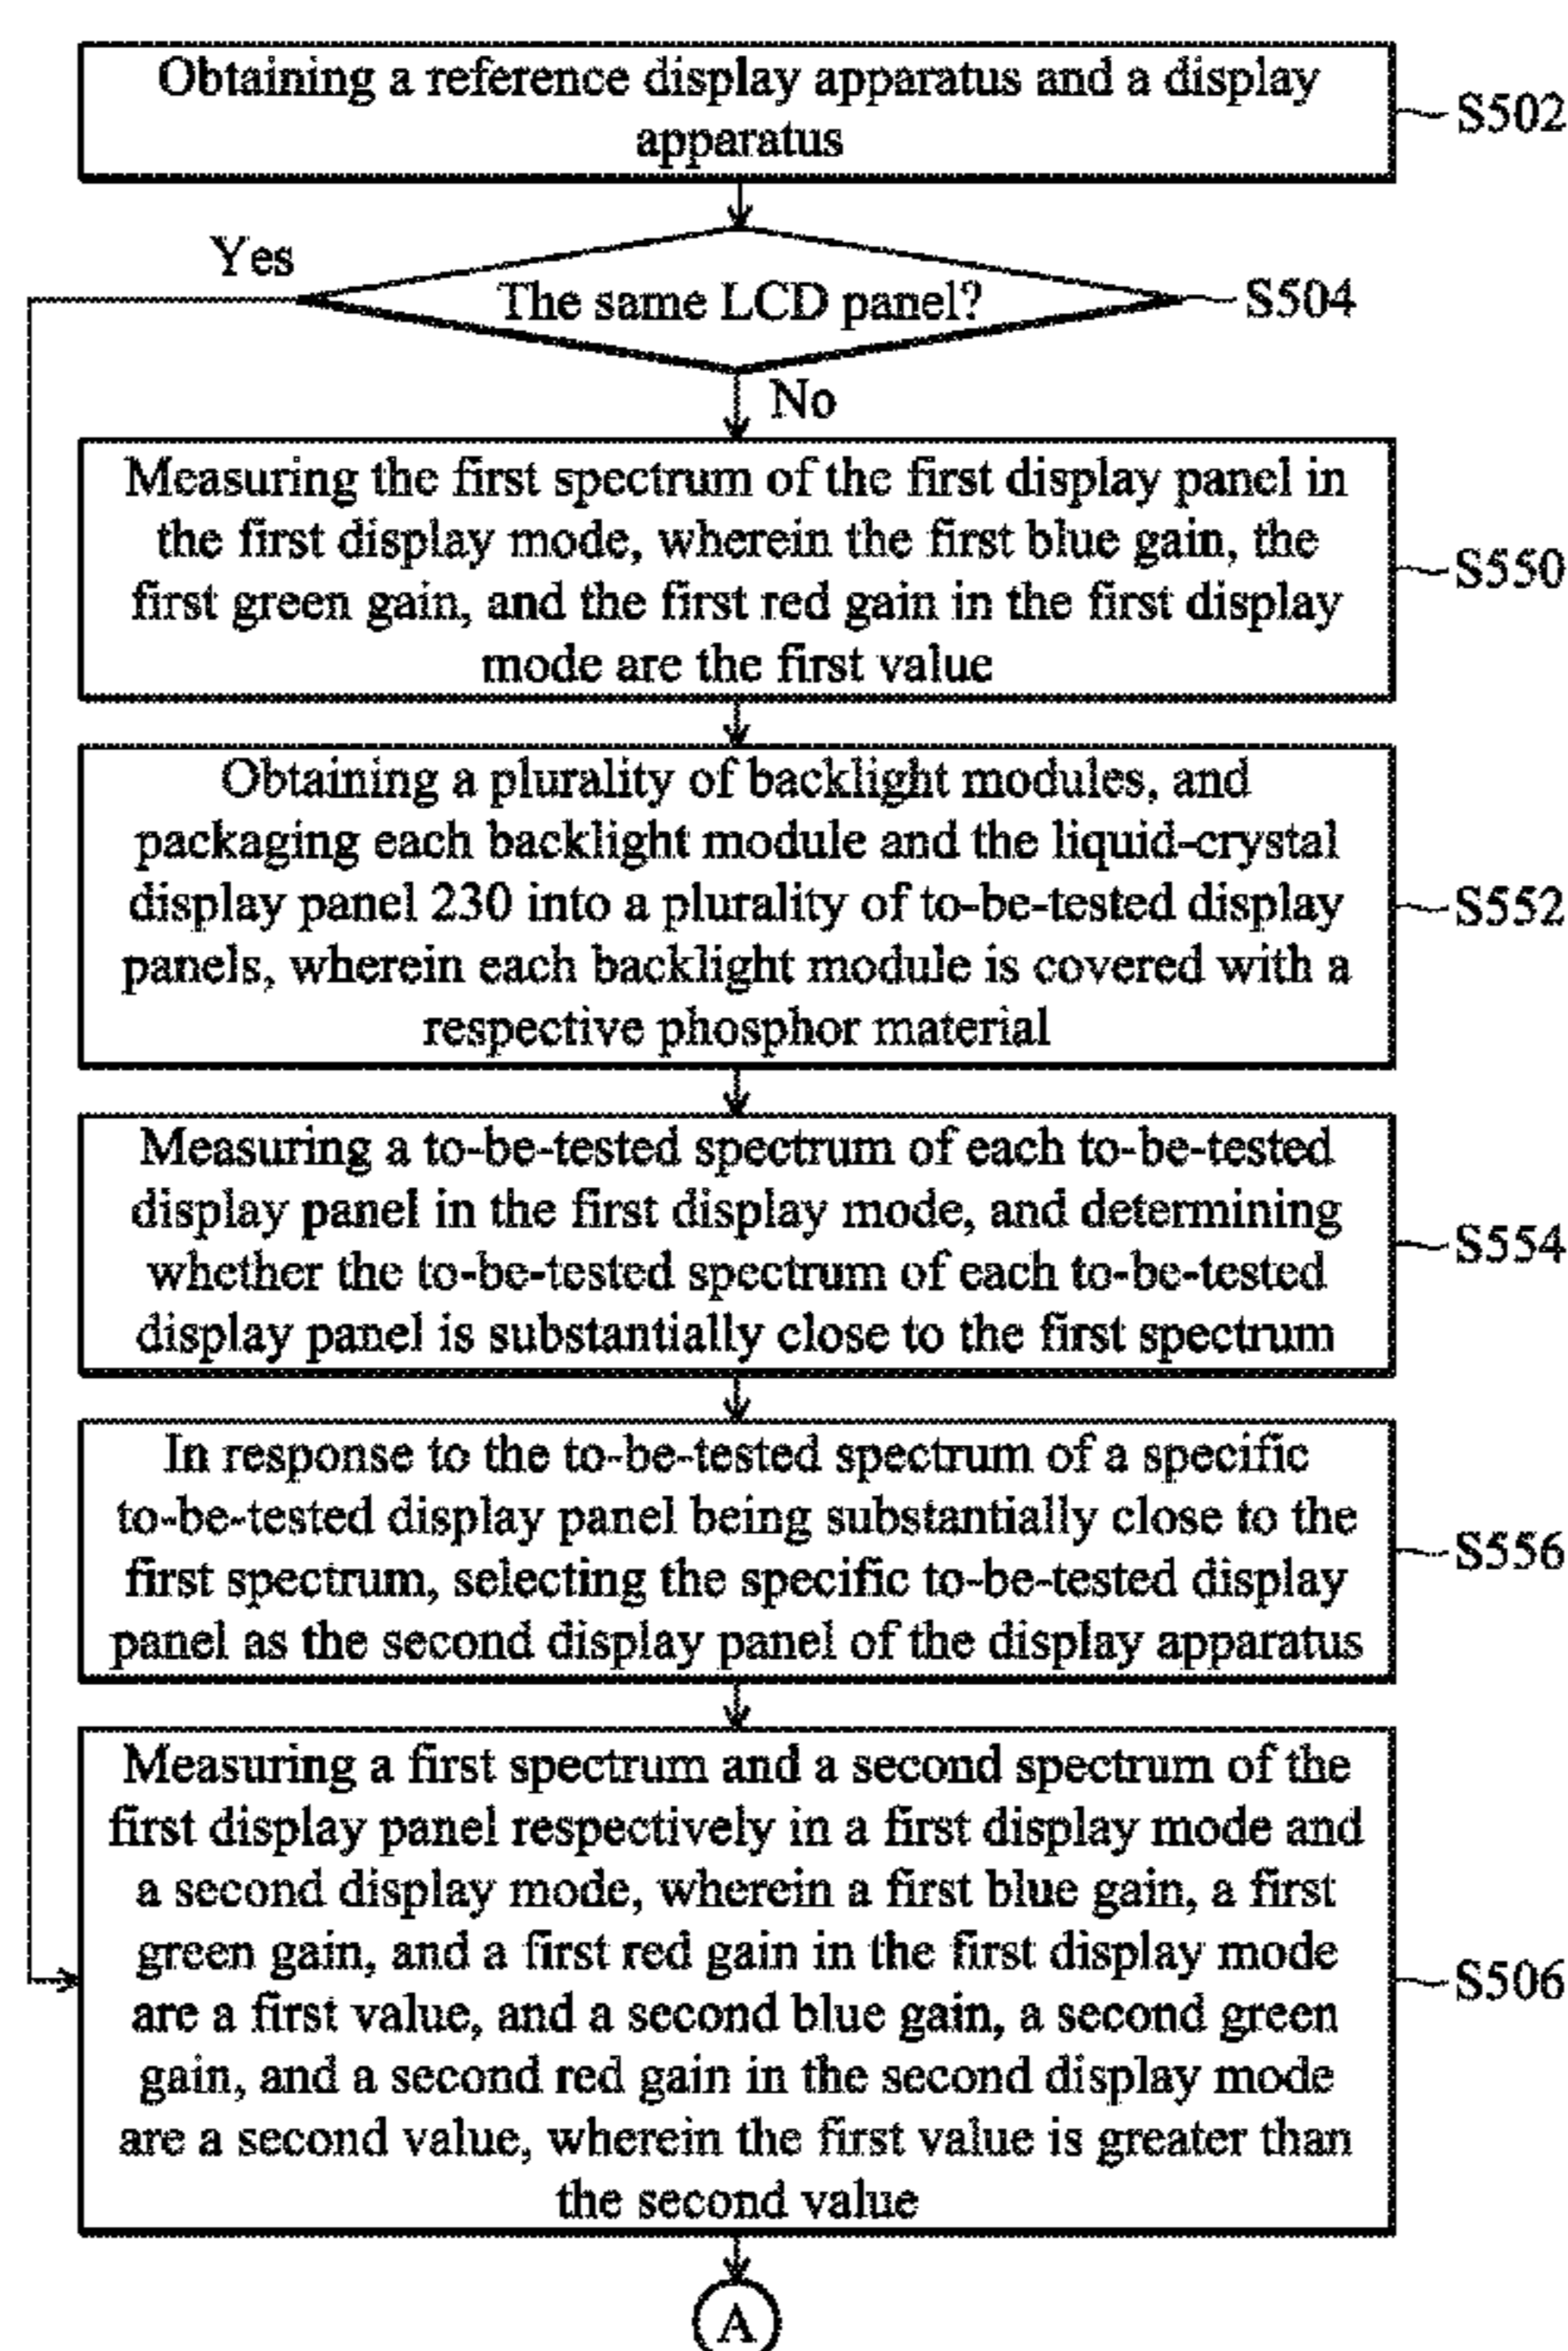 Obtaining a reference display apparatus and a display
apparatus
S502
Yes
The same LCD panel?
S504
No
Measuring the first spectrum of the first display panel in
the first display mode, wherein the first blue gain, the
first green gain, and the first red gain in the first display
mode are the first value
S550
Obtaining a plurality of backlight modules, and
packaging each backlight module and the liquid-crystal
display panel 230 into a plurality of to-be-tested display
panels, wherein each backlight module is covered with a
respective phosphor material
S552
Measuring a to-be-tested spectrum of each to-be-tested
display panel in the first display mode, and determining
whether the to-be-tested spectrum of each to-be-tested
display panel is substantially close to the first spectrum
S554
In response to the to-be-tested spectrum of a specific
to-be-tested display panel being substantially close to the
first spectrum, selecting the specific to-be-tested display
panel as the second display panel of the display apparatus
S556
Measuring a first spectrum and a second spectrum of the
first display panel respectively in a first display mode and
a second display mode, wherein a first blue gain, a first
green gain, and a first red gain in the first display mode
are a first value, and a second blue gain, a second green
gain, and a second red gain in the second display mode
are a second value, wherein the first value is greater than
the second value
S506
A